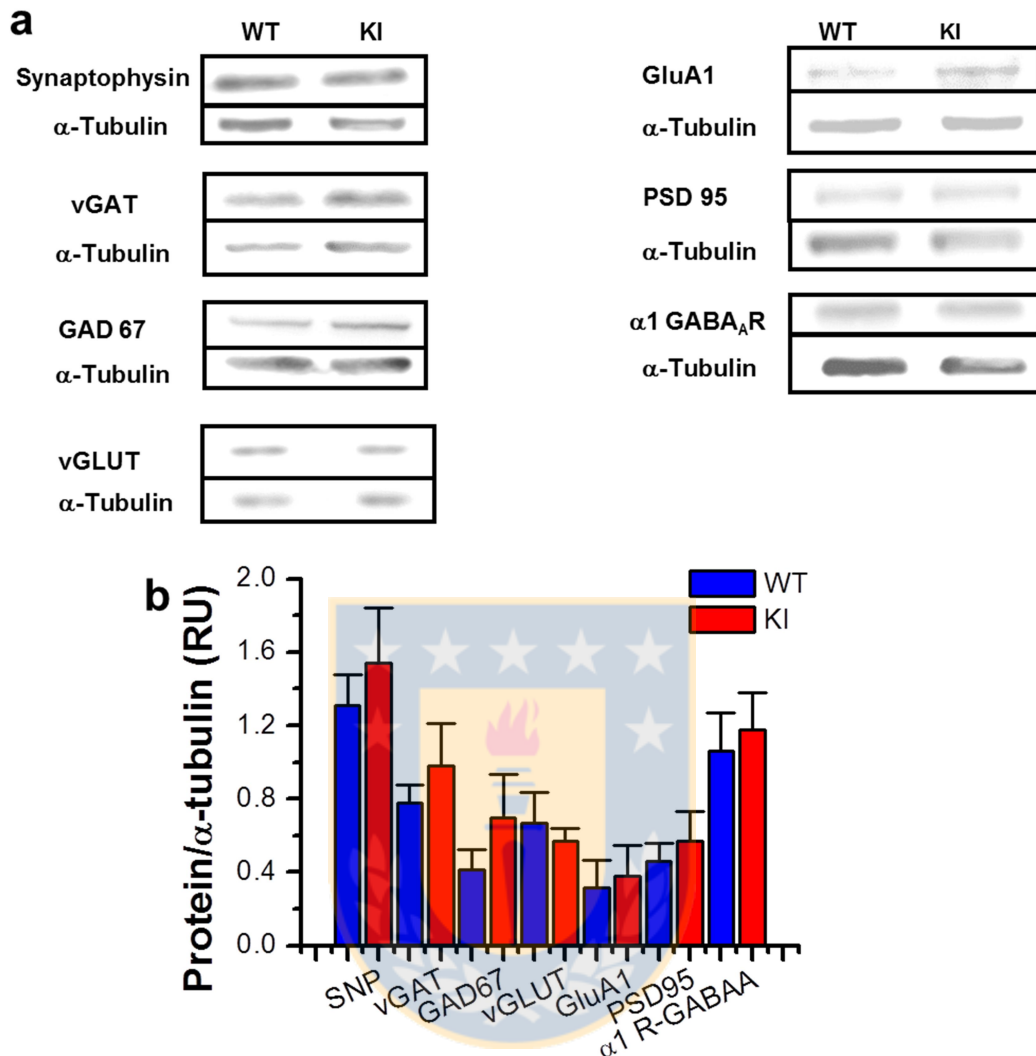 a
WT KI
Synaptophysin
α-Tubulin
vGAT
α-Tubulin
GAD 67
α-Tubulin
vGLUT
α-Tubulin
WT KI
GluA1
α-Tubulin
PSD 95
α-Tubulin
α1 GABAAR
α-Tubulin
b
WT
KI
Protein/α-tubulin (RU)
2.0
1.6
1.2
0.8
0.4
0.0
SNP
vGAT
GAD67
vGLUT
GluA1
PSD95
α1 R-GABAA